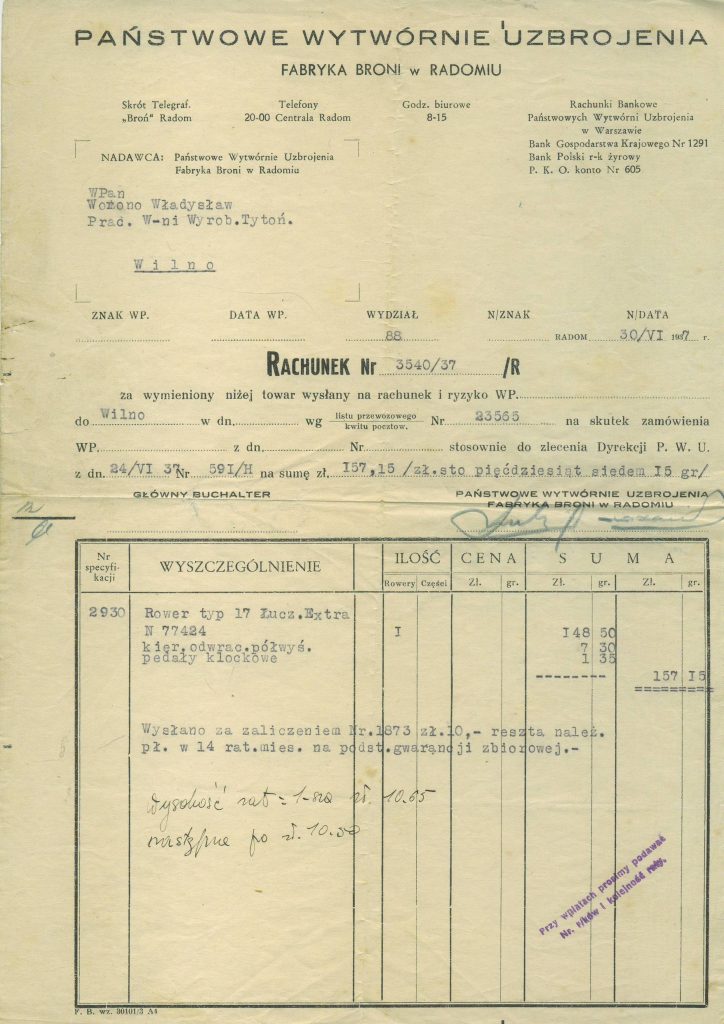 PAŃSTWOWE WYTWÓRNIE UZBROJENIA
FABRYKA BRONI w RADOMIU
Skrót Telegraf.
„Broń" Radom
Telefony
20-00 Centrala Radom
Godz. biurowe
8-15
Rachunki Bankowe
Państwowych Wytwórni Uzbrojenia
w Warszawie
Bank Gospodarstwa Krajowego Nr 1291
Bank Polski r-k żyrowy
P. K. O. konto Nr 605
NADAWCA: Państwowe Wytwórnie Uzbrojenia
Fabryka Broni w Radomiu
WPan
Wożono Władysław
Prac. W-ni Wyrob.Tytoń.
Wilno
ZNAK WP. DATA WP. WYDZIAŁ N/ZNAK N/DATA
88 RADOM 30/VI 1937 r.
RACHUNEK Nr 3540/37 /R
za wymieniony niżej towar wysłany na rachunek i ryzyko WP.
do Wilno w dn. wg listu przewozowego Nr 23565 na skutek zamówienia
kwitu pocztow.
WP. z dn. Nr stosownie do zlecenia Dyrekcji P. W. U.
z dn. 24/VI 37 Nr 59I/H na sumę zł. I57,15 /zł.sto pięćdziesiąt siedem I5 gr/
GŁÓWNY BUCHALTER
PAŃSTWOWE WYTWÓRNIE UZBROJENIA
FABRYKA BRONI w RADOMIU
Nr specyfikacji WYSZCZEGÓLNIENIE ILOŚĆ CENA SUMA
Rowery Części Zł. gr. Zł. gr. Zł. gr.
2930 Rower typ 17 Łucz.Extra
N 77424 I I48 50
kier.odwrac.półwyś. 7 30
pedały klockowe 1 35
157 I5
Wysłano za zaliczeniem Nr.1873 zł.10,- reszta należ.
pł. w 14 rat.mies. na podst.gwarancji zbiorowej.-
wysokość rat = 1-sza zł. 10.65
następne po zł. 10.50
Przy wpłatach prosimy podawać
Nr. r/ków i kolejność raty.
F. B. wz. 30101/3 A4